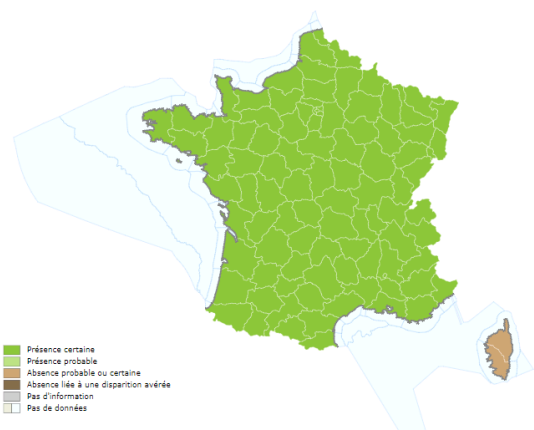 Présence certaine
Présence probable
Absence probable ou certaine
Absence liée à une disparition avérée
Pas d'information
Pas de données